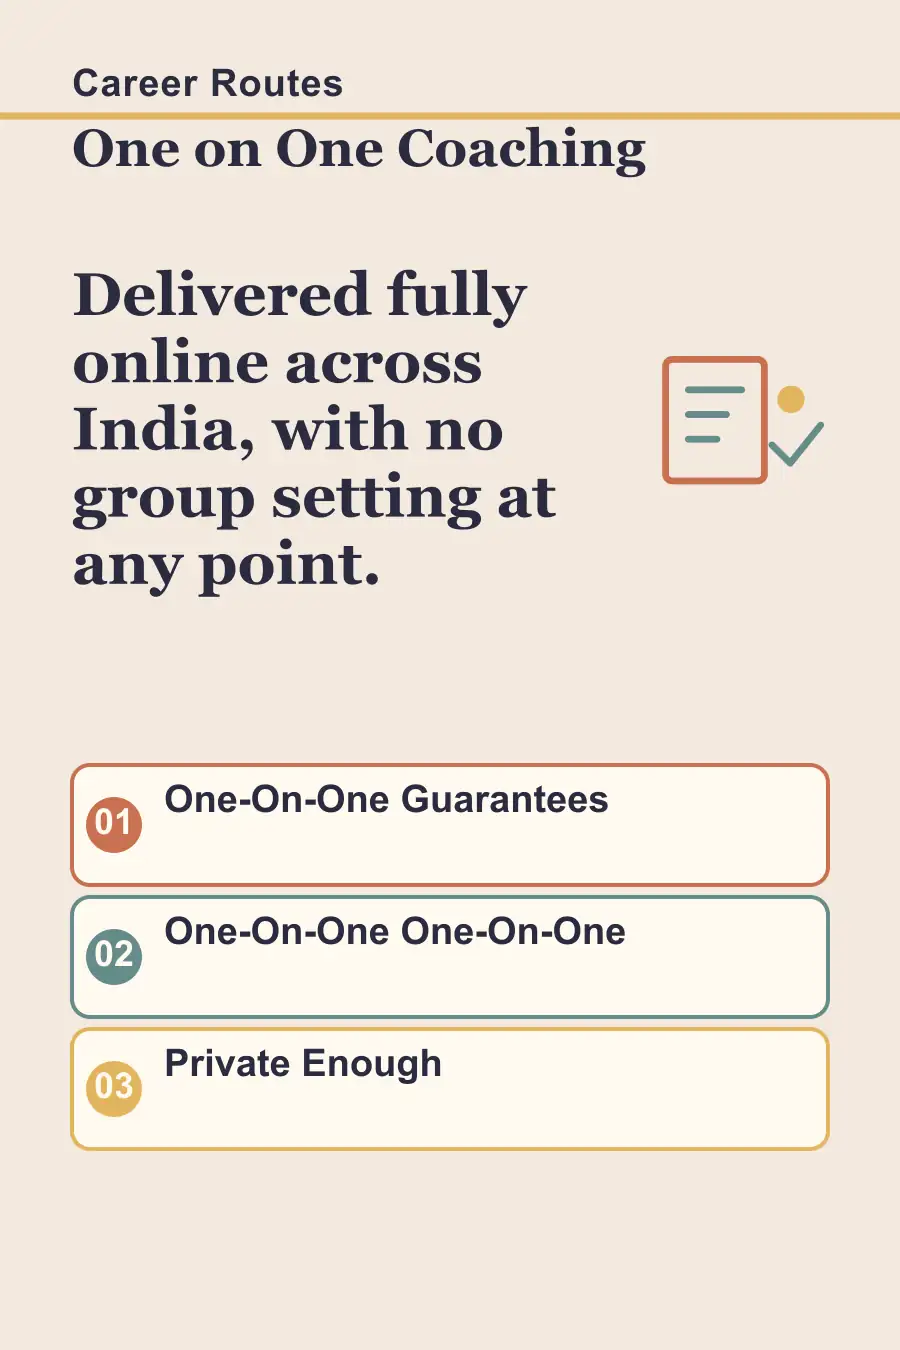 Career Routes
One on One Coaching
Delivered fully
online across
India, with no
group setting at
any point.
01
One-On-One Guarantees
02
One-On-One One-On-One
03
Private Enough